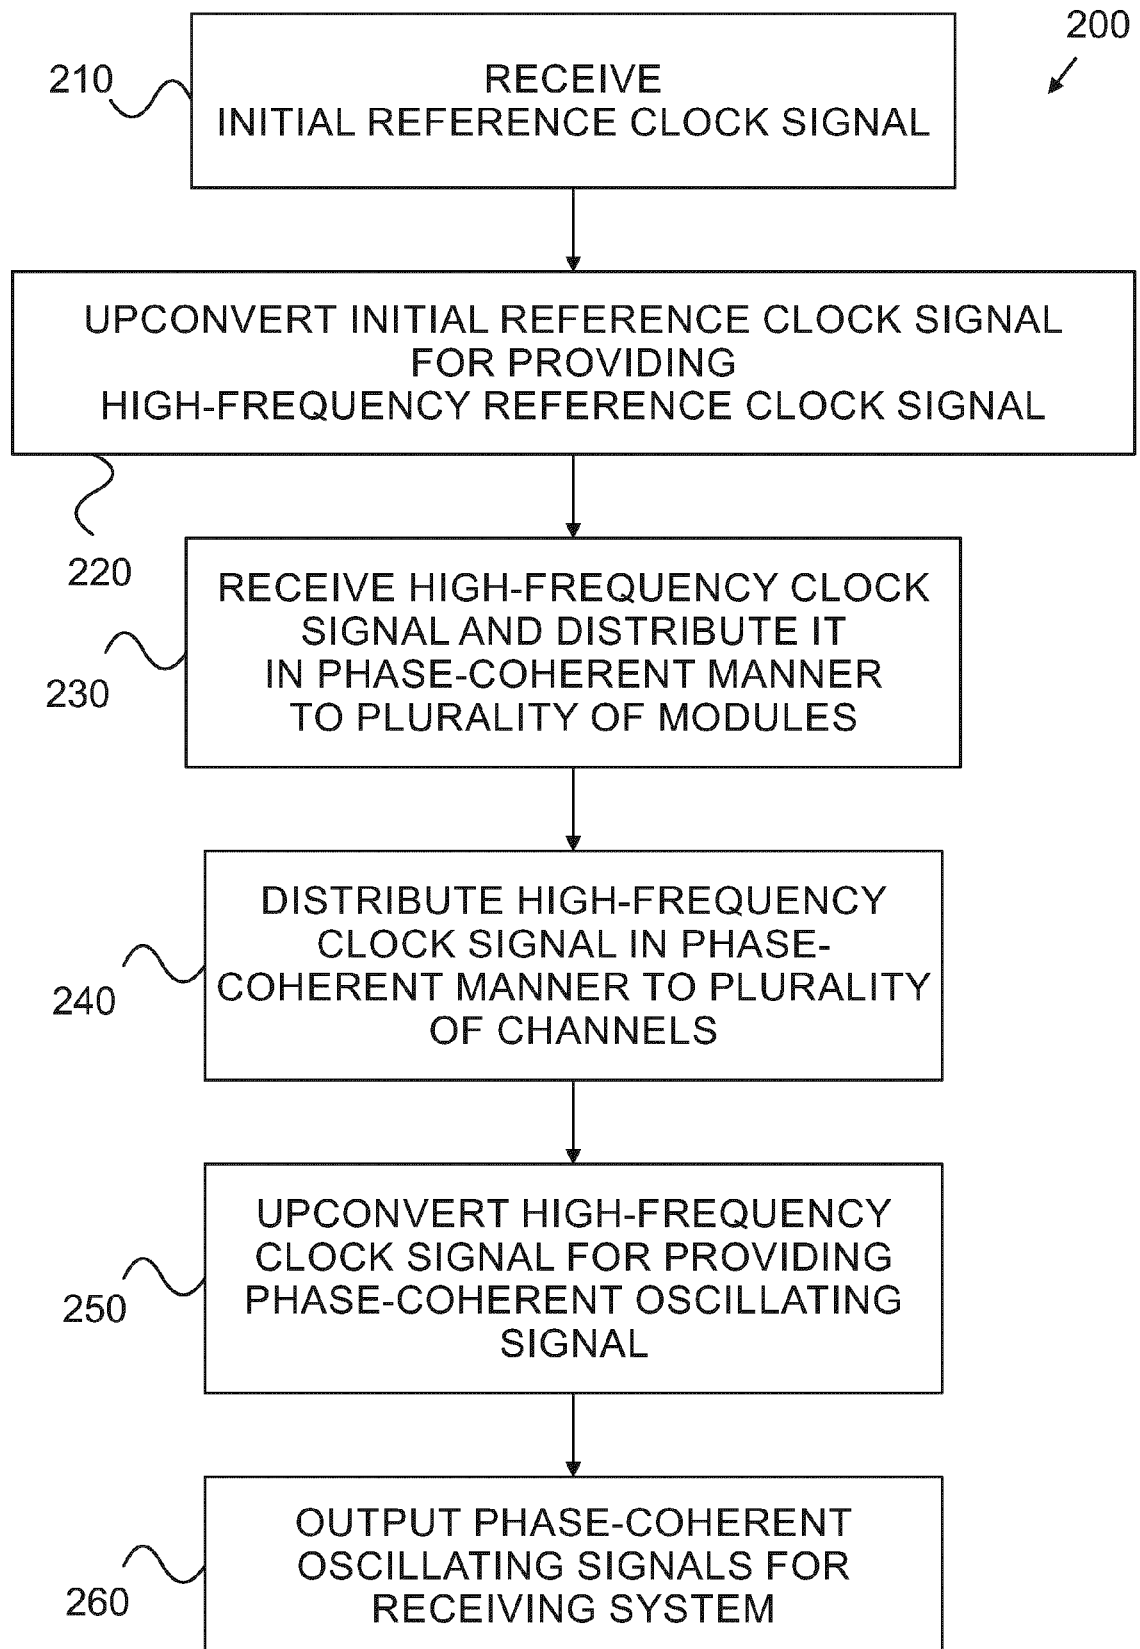 200
210
RECEIVE
INITIAL REFERENCE CLOCK SIGNAL
UPCONVERT INITIAL REFERENCE CLOCK SIGNAL
FOR PROVIDING
HIGH-FREQUENCY REFERENCE CLOCK SIGNAL
220
RECEIVE HIGH-FREQUENCY CLOCK
SIGNAL AND DISTRIBUTE IT
IN PHASE-COHERENT MANNER
TO PLURALITY OF MODULES
230
DISTRIBUTE HIGH-FREQUENCY
CLOCK SIGNAL IN PHASE-
COHERENT MANNER TO PLURALITY
OF CHANNELS
240
UPCONVERT HIGH-FREQUENCY
CLOCK SIGNAL FOR PROVIDING
PHASE-COHERENT OSCILLATING
SIGNAL
250
OUTPUT PHASE-COHERENT
OSCILLATING SIGNALS FOR
RECEIVING SYSTEM
260